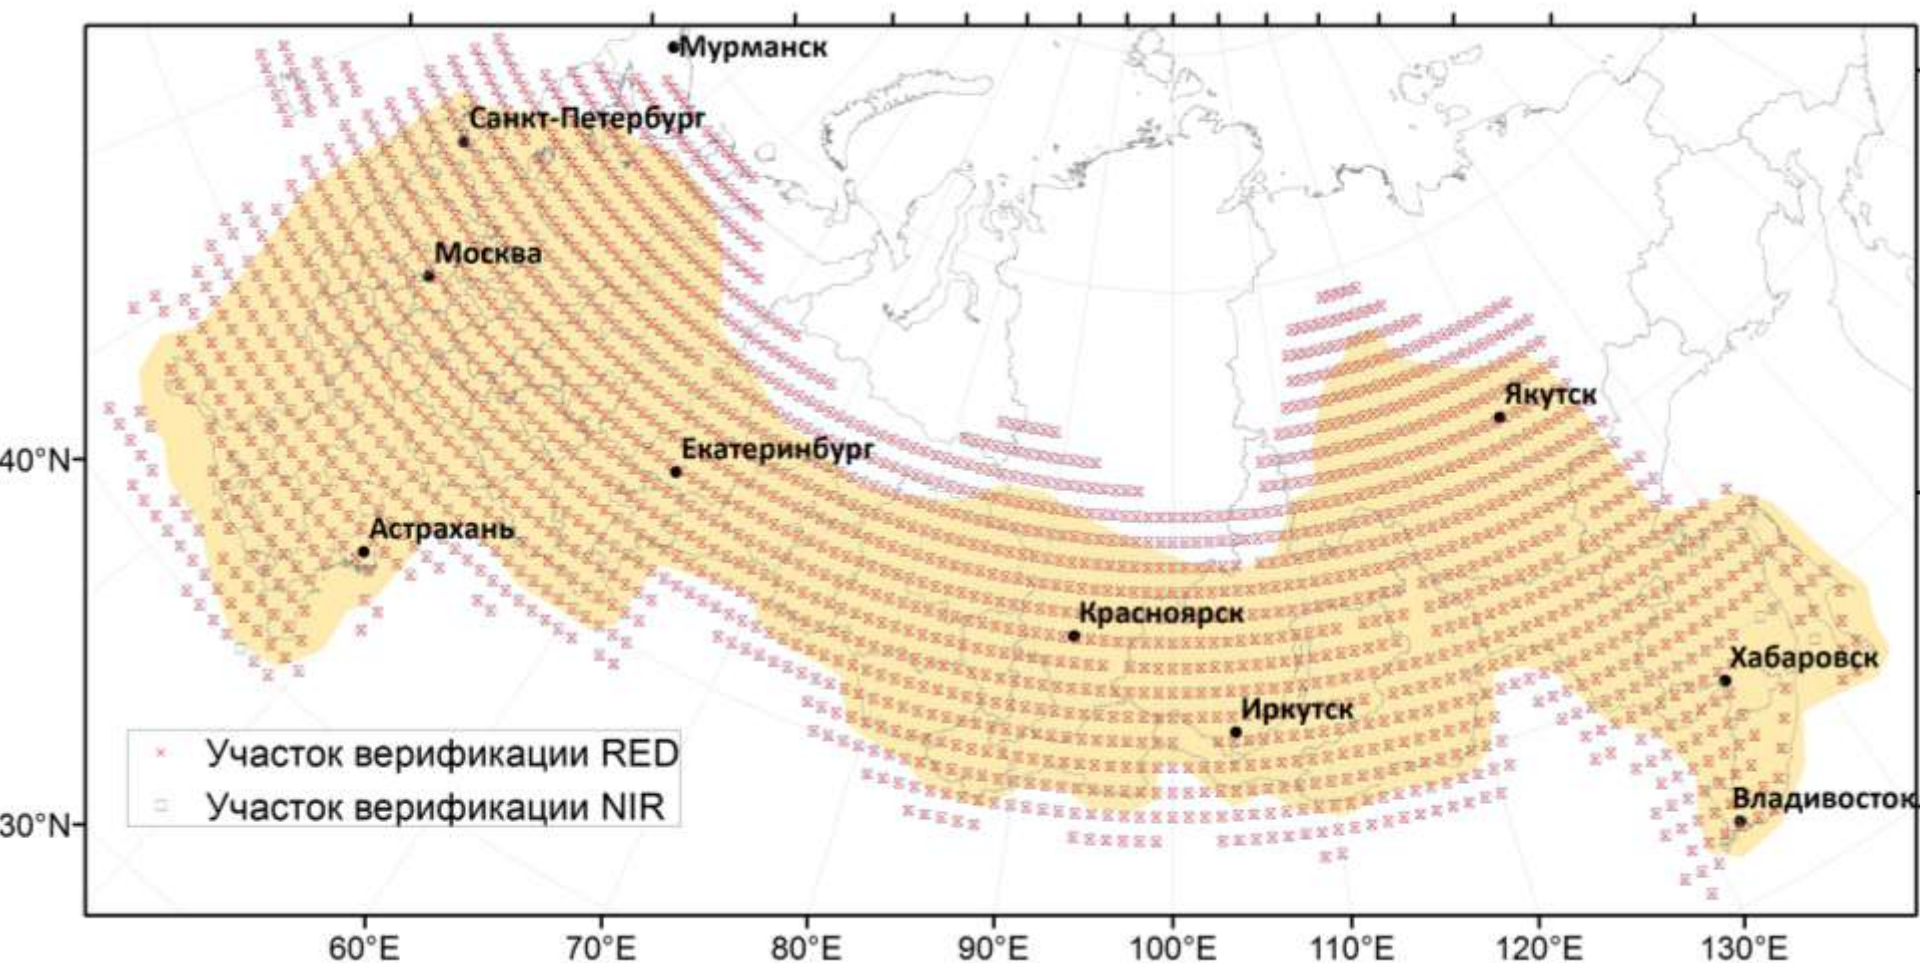 Мурманск
Санкт-Петербург
Москва
Якутск
40°N
Екатеринбург
Астрахань
Красноярск
Хабаровск
Иркутск
Участок верификации RED
Участок верификации NIR
Владивосток
30°N
60°E 70°E 80°E 90°E 100°E 110°E 120°E 130°E